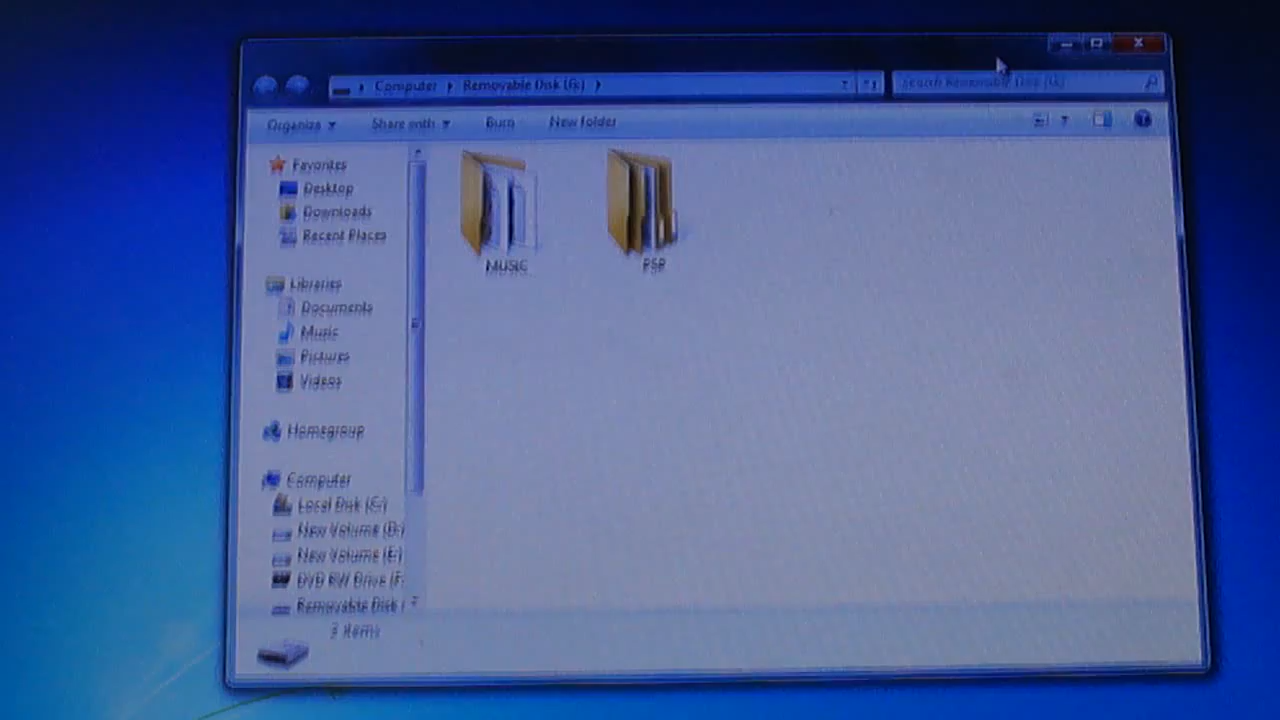 Computer Removable Disk (G:)
Search Removable Disk (G:)
Organize Share with Burn New folder
Favorites
Desktop
Downloads
Recent Places
Libraries
Documents
Music
Pictures
Videos
Homegroup
Computer
Local Disk (C:)
New Volume (D:)
New Volume (E:)
DVD RW Drive (F:
Removable Disk (
MUSIC
PSP
items